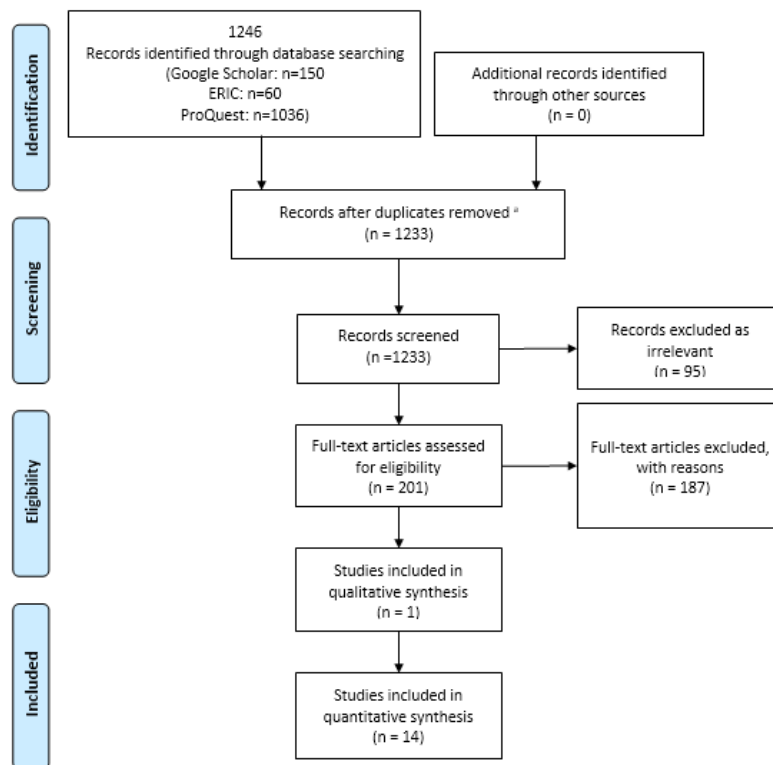 Identification
1246
Records identified through database searching
(Google Scholar: n=150
ERIC: n=60
ProQuest: n=1036)
Additional records identified
through other sources
(n = 0)
Records after duplicates removed ª
(n = 1233)
Screening
Records screened
(n =1233)
Records excluded as
irrelevant
(n = 95)
Eligibility
Full-text articles assessed
for eligibility
(n = 201)
Full-text articles excluded,
with reasons
(n = 187)
Studies included in
qualitative synthesis
(n = 1)
Included
Studies included in
quantitative synthesis
(n = 14)